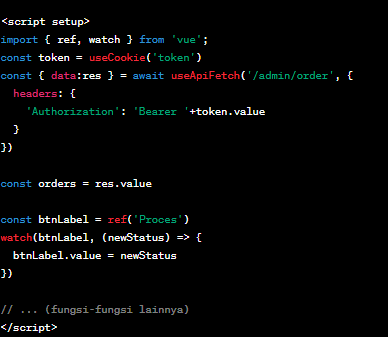 <script setup>
import { ref, watch } from 'vue';
const token = useCookie('token')
const { data:res } = await useApiFetch('/admin/order', {
  headers: {
    'Authorization': 'Bearer '+token.value
  }
})
const orders = res.value
const btnLabel = ref('Proces')
watch(btnLabel, (newStatus) => {
  btnLabel.value = newStatus
})
// ... (fungsi-fungsi lainnya)
</script>